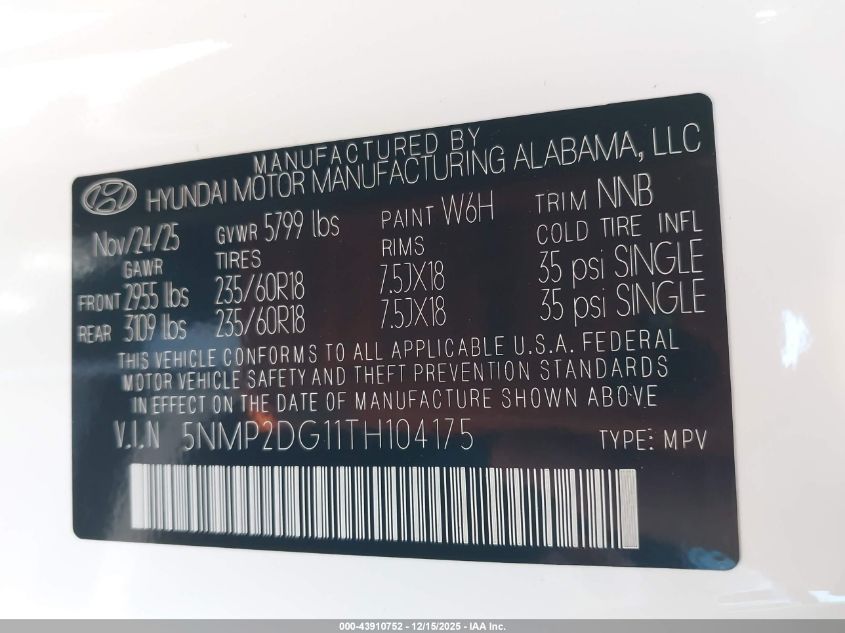 MANUFACTURED BY
HYUNDAI MOTOR MANUFACTURING ALABAMA, LLC
Nov/24/25 GVWR 5799 lbs PAINT W6H TRIM NNB
GAWR TIRES RIMS COLD TIRE INFL
FRONT 2955 lbs 235/60R18 7.5JX18 35 psi SINGLE
REAR 3109 lbs 235/60R18 7.5JX18 35 psi SINGLE
THIS VEHICLE CONFORMS TO ALL APPLICABLE U.S.A. FEDERAL
MOTOR VEHICLE SAFETY AND THEFT PREVENTION STANDARDS
IN EFFECT ON THE DATE OF MANUFACTURE SHOWN ABOVE
V.I.N 5NMP2DG11TH104175 TYPE: MPV
000-43910752 - 12/15/2025 - IAA Inc.